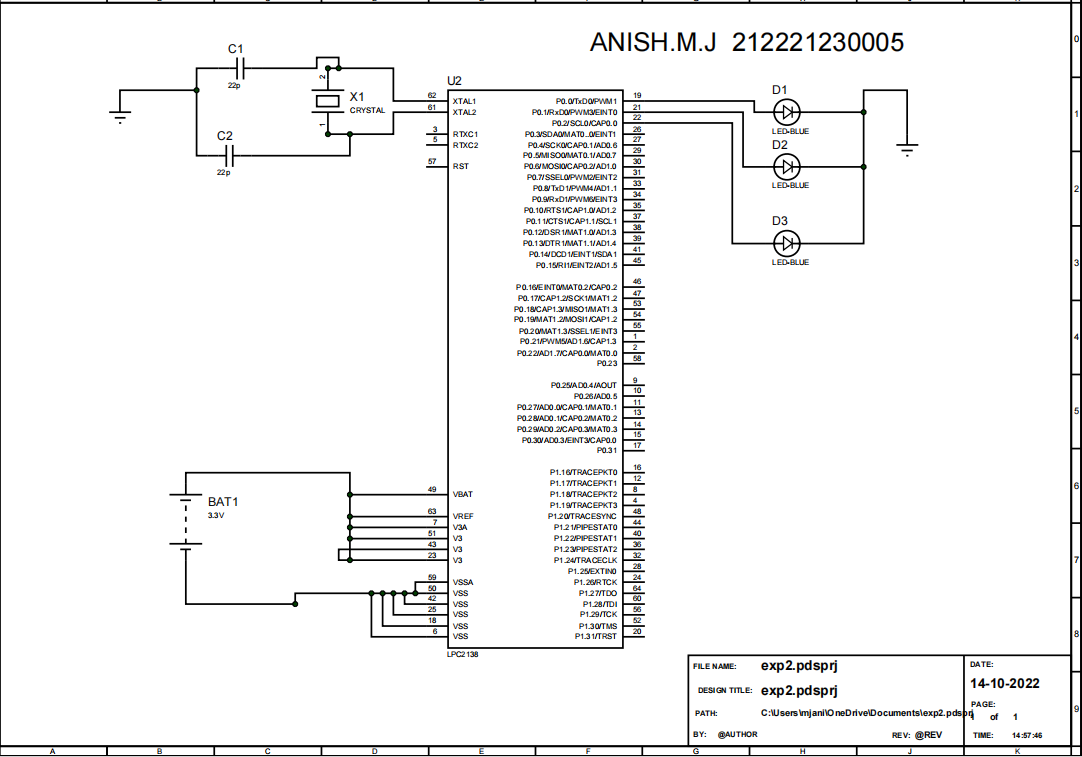 ANISH.M.J 212221230005
C1
22p
2
X1
CRYSTAL
1
C2
22p
U2
62 XTAL1
61 XTAL2
3 RTXC1
5 RTXC2
57 RST
49 VBAT
63 VREF
7 V3A
51 V3
43 V3
23 V3
59 VSSA
50 VSS
42 VSS
25 VSS
18 VSS
6 VSS
P0.0/TxD0/PWM1 19
P0.1/RxD0/PWM3/EINT0 21
P0.2/SCL0/CAP0.0 22
P0.3/SDA0/MAT0.0/EINT1 26
P0.4/SCK0/CAP0.1/AD0.6 27
P0.5/MISO0/MAT0.1/AD0.7 29
P0.6/MOSI0/CAP0.2/AD1.0 30
P0.7/SSEL0/PWM2/EINT2 31
P0.8/TxD1/PWM4/AD1.1 33
P0.9/RxD1/PWM6/EINT3 34
P0.10/RTS1/CAP1.0/AD1.2 35
P0.11/CTS1/CAP1.1/SCL1 37
P0.12/DSR1/MAT1.0/AD1.3 38
P0.13/DTR1/MAT1.1/AD1.4 39
P0.14/DCD1/EINT1/SDA1 41
P0.15/RI1/EINT2/AD1.5 45
P0.16/EINT0/MAT0.2/CAP0.2 46
P0.17/CAP1.2/SCK1/MAT1.2 47
P0.18/CAP1.3/MISO1/MAT1.3 53
P0.19/MAT1.2/MOSI1/CAP1.2 54
P0.20/MAT1.3/SSEL1/EINT3 55
P0.21/PWM5/AD1.6/CAP1.3 1
P0.22/AD1.7/CAP0.0/MAT0.0 2
P0.23 58
P0.25/AD0.4/AOUT 9
P0.26/AD0.5 10
P0.27/AD0.0/CAP0.1/MAT0.1 11
P0.28/AD0.1/CAP0.2/MAT0.2 13
P0.29/AD0.2/CAP0.3/MAT0.3 14
P0.30/AD0.3/EINT3/CAP0.0 15
P0.31 17
P1.16/TRACEPKT0 16
P1.17/TRACEPKT1 12
P1.18/TRACEPKT2 8
P1.19/TRACEPKT3 4
P1.20/TRACESYNC 48
P1.21/PIPESTAT0 44
P1.22/PIPESTAT1 40
P1.23/PIPESTAT2 36
P1.24/TRACECLK 32
P1.25/EXTIN0 28
P1.26/RTCK 24
P1.27/TDO 64
P1.28/TDI 60
P1.29/TCK 56
P1.30/TMS 52
P1.31/TRST 20
LPC2138
D1
LED-BLUE
D2
LED-BLUE
D3
LED-BLUE
BAT1
3.3V
FILE NAME: exp2.pdsprj
DESIGN TITLE: exp2.pdsprj
PATH: C:\Users\mjani\OneDrive\Documents\exp2.pdsprj
BY: @AUTHOR
REV: @REV
DATE:
14-10-2022
PAGE:
1 of 1
TIME: 14:57:46
0
1
2
3
4
5
6
7
8
9
A B C D E F G H J K